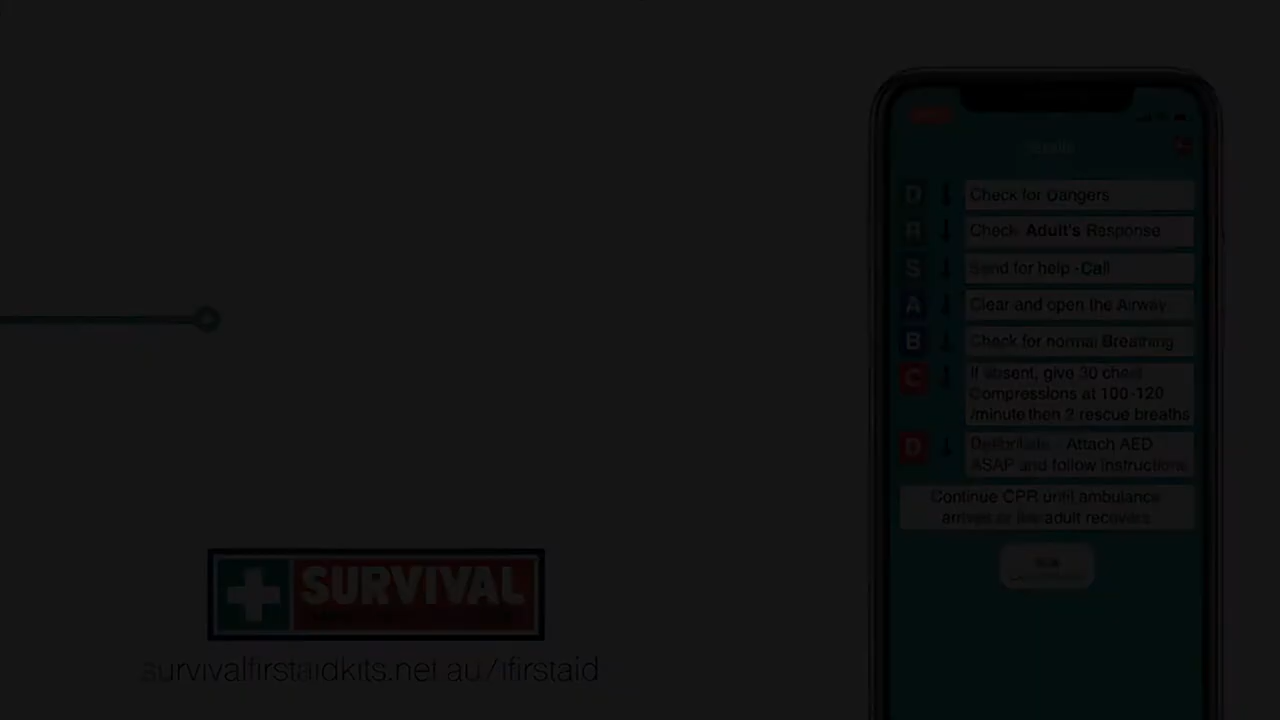 D Check for Dangers
R Check Adult's Response
S Send for help - Call
A Clear and open the Airway
B Check for normal Breathing
C If absent, give 30 chest
Compressions at 100-120
/minute then 2 rescue breaths
D Defibrillate - Attach AED
ASAP and follow instructions
Continue CPR until ambulance
arrives or the adult recovers
SURVIVAL
survivalfirstaidkits.net.au/ifirstaid